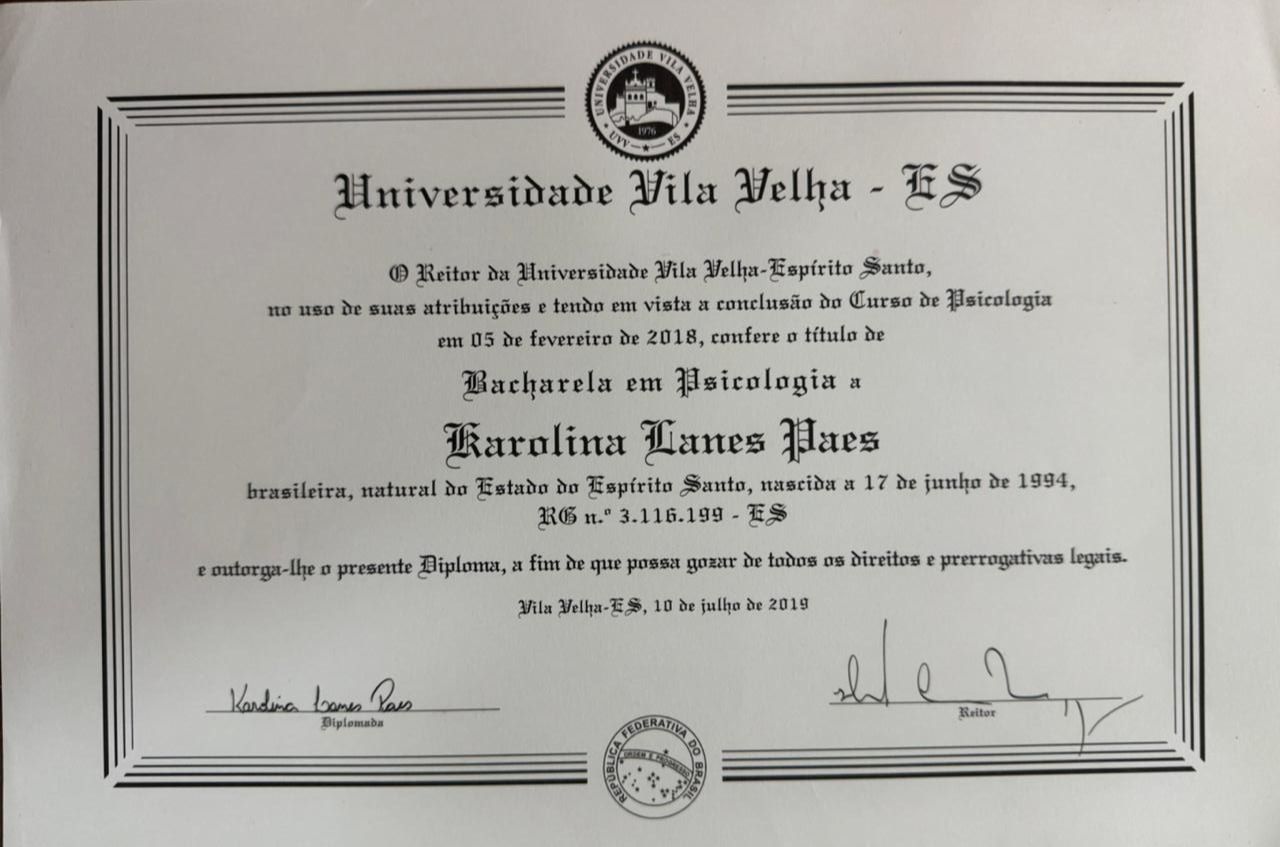 UNIVERSIDADE VILA VELHA
1976
UVV ES
Universidade Vila Velha - ES
O Reitor da Universidade Vila Velha-Espírito Santo,
no uso de suas atribuições e tendo em vista a conclusão do Curso de Psicologia
em 05 de fevereiro de 2018, confere o título de
Bacharela em Psicologia a
Karolina Lanes Paes
brasileira, natural do Estado do Espírito Santo, nascida a 17 de junho de 1994,
RG n.º 3.116.199 - ES
e outorga-lhe o presente Diploma, a fim de que possa gozar de todos os direitos e prerrogativas legais.
Vila Velha-ES, 10 de julho de 2019
Karolina Lanes Paes
Diplomada
Reitor
REPÚBLICA FEDERATIVA DO BRASIL
ORDEM E PROGRESSO